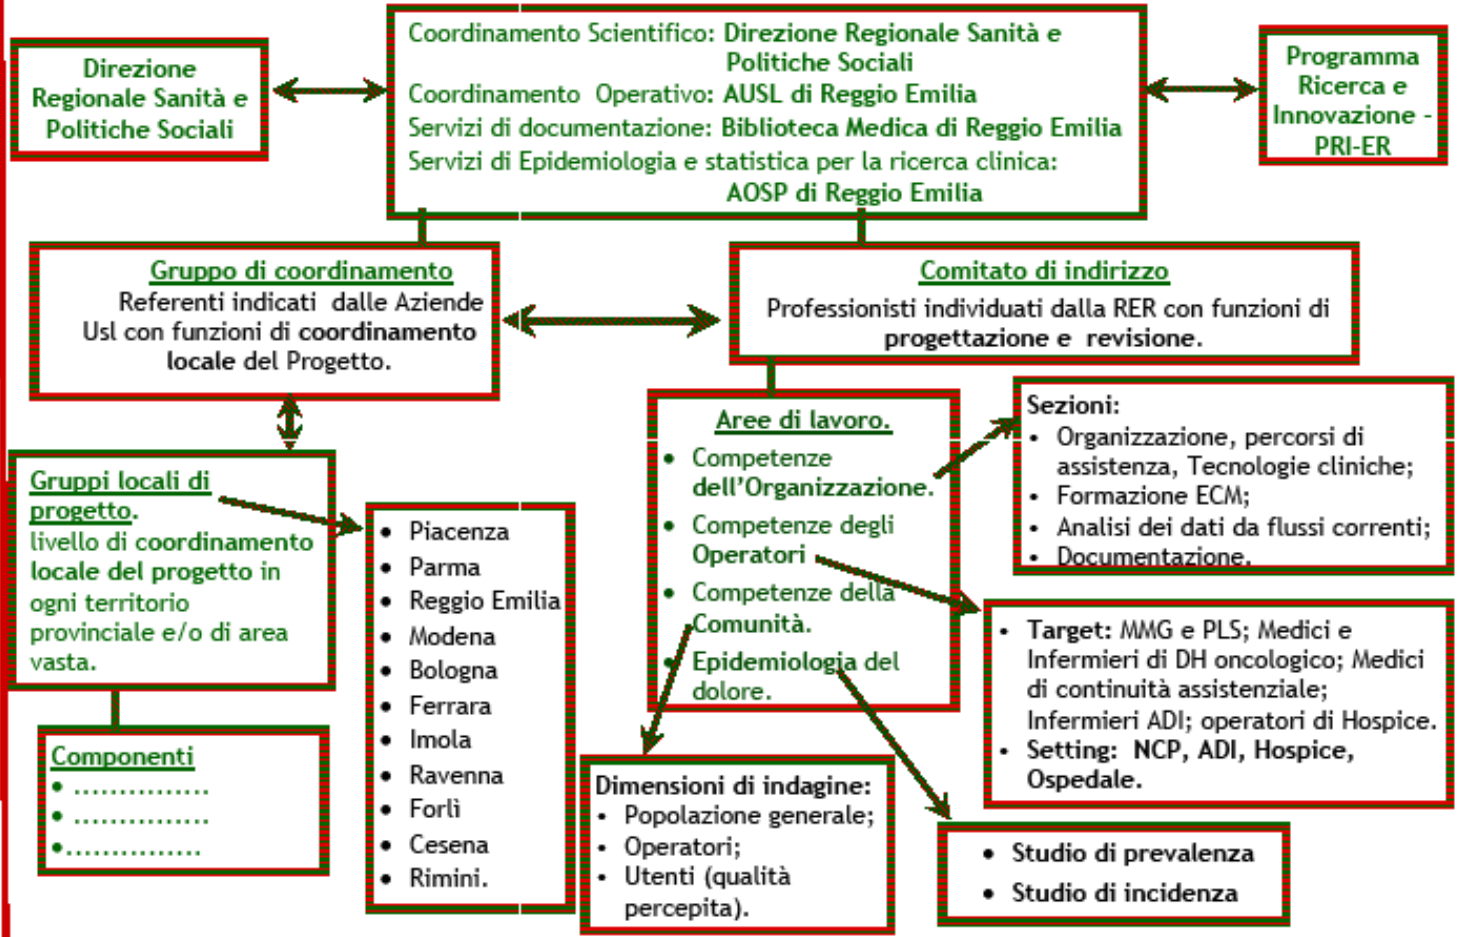 Direzione
Regionale Sanità e
Politiche Sociali
Coordinamento Scientifico: Direzione Regionale Sanità e
Politiche Sociali
Coordinamento Operativo: AUSL di Reggio Emilia
Servizi di documentazione: Biblioteca Medica di Reggio Emilia
Servizi di Epidemiologia e statistica per la ricerca clinica:
AOSP di Reggio Emilia
Programma
Ricerca e
Innovazione -
PRI-ER
Gruppo di coordinamento
Referenti indicati dalle Aziende
Usl con funzioni di coordinamento
locale del Progetto.
Comitato di indirizzo
Professionisti individuati dalla RER con funzioni di
progettazione e revisione.
Gruppi locali di
progetto.
livello di coordinamento
locale del progetto in
ogni territorio
provinciale e/o di area
vasta.
Componenti
• ...............
• ...............
•...............
• Piacenza
• Parma
• Reggio Emilia
• Modena
• Bologna
• Ferrara
• Imola
• Ravenna
• Forlì
• Cesena
• Rimini.
Aree di lavoro.
• Competenze
dell'Organizzazione.
• Competenze degli
Operatori
• Competenze della
Comunità.
• Epidemiologia del
dolore.
Sezioni:
• Organizzazione, percorsi di
assistenza, Tecnologie cliniche;
• Formazione ECM;
• Analisi dei dati da flussi correnti;
• Documentazione.
• Target: MMG e PLS; Medici e
Infermieri di DH oncologico; Medici
di continuità assistenziale;
Infermieri ADI; operatori di Hospice.
• Setting: NCP, ADI, Hospice,
Ospedale.
Dimensioni di indagine:
• Popolazione generale;
• Operatori;
• Utenti (qualità
percepita).
• Studio di prevalenza
• Studio di incidenza